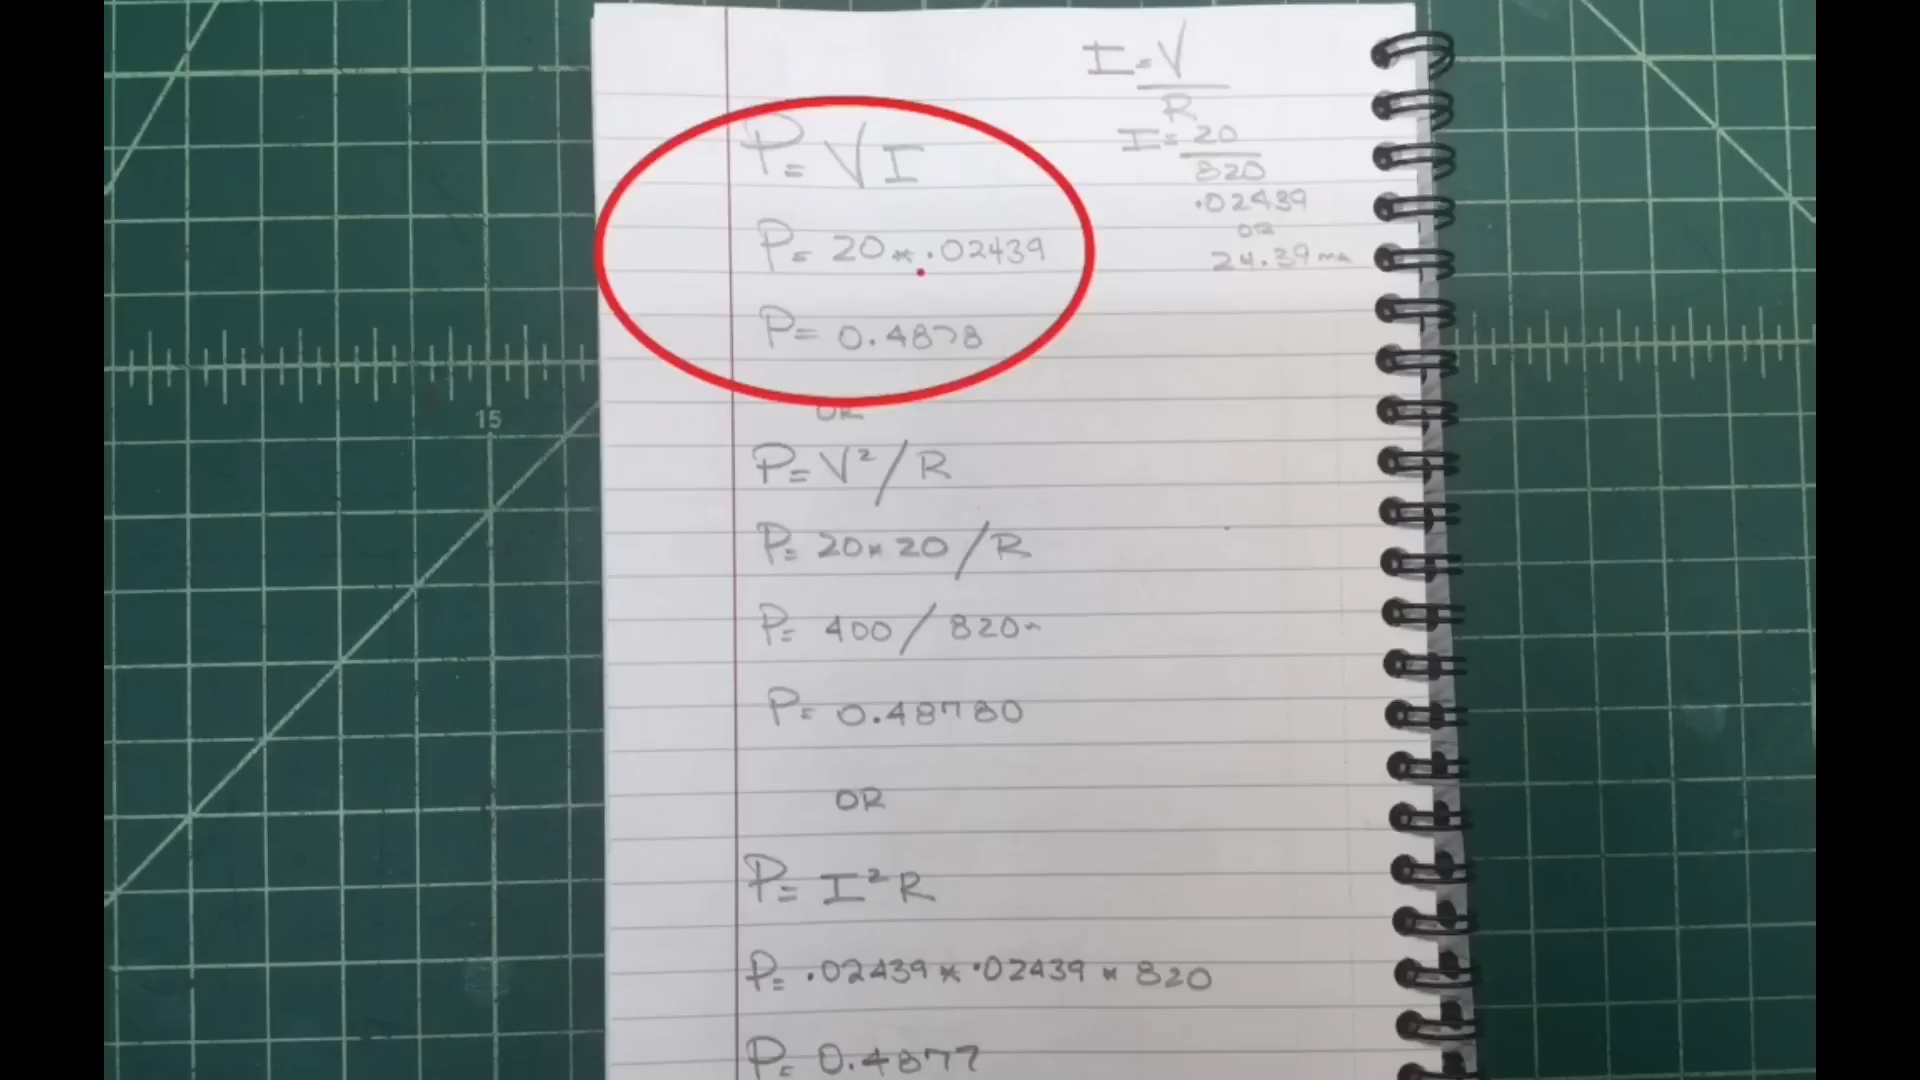 I=V
R
I=20
820
.02439
OR
24.39ma
P=VI
P=20*.02439
P=0.4878
OR
P=V²/R
P=20*20/R
P=400/820
P=0.48780
OR
P=I²R
P=.02439*.02439*820
P=0.4877
15